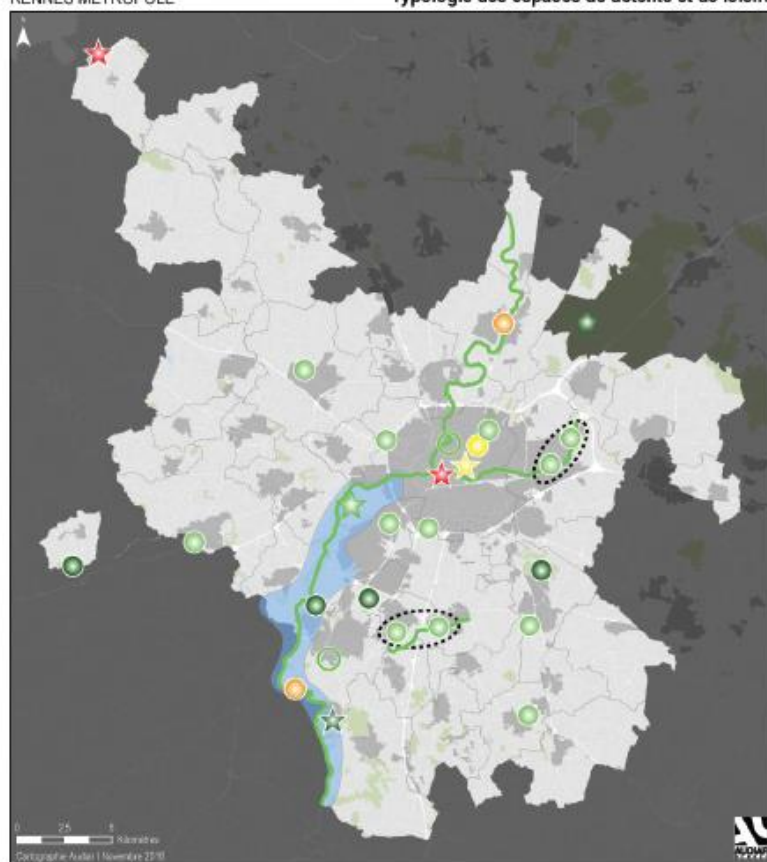 RENNES MÉTROPOLE
Typologie des espaces de détente et de loisirs
N
0 2,5 5
Kilomètres
Cartographie Audiar | Novembre 2016
AUDIAR